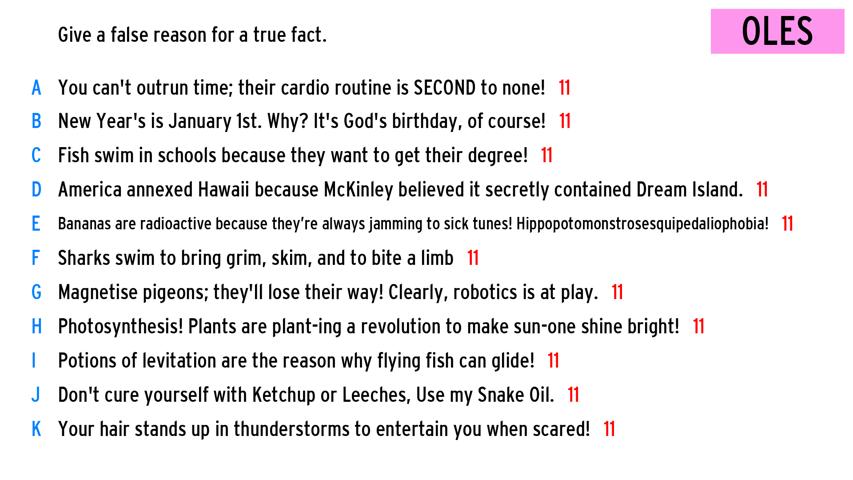 Give a false reason for a true fact.
OLES
A You can't outrun time; their cardio routine is SECOND to none! 11
B New Year's is January 1st. Why? It's God's birthday, of course! 11
C Fish swim in schools because they want to get their degree! 11
D America annexed Hawaii because McKinley believed it secretly contained Dream Island. 11
E Bananas are radioactive because they're always jamming to sick tunes! Hippopotomonstrosesquipedaliophobia! 11
F Sharks swim to bring grim, skim, and to bite a limb 11
G Magnetise pigeons; they'll lose their way! Clearly, robotics is at play. 11
H Photosynthesis! Plants are plant-ing a revolution to make sun-one shine bright! 11
I Potions of levitation are the reason why flying fish can glide! 11
J Don't cure yourself with Ketchup or Leeches, Use my Snake Oil. 11
K Your hair stands up in thunderstorms to entertain you when scared! 11